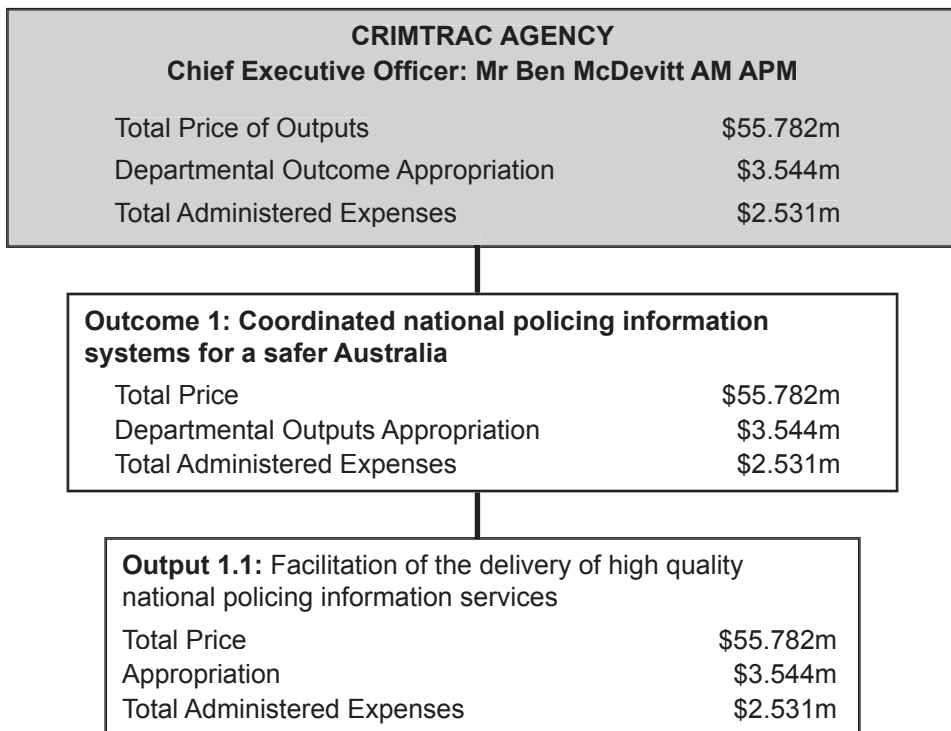 CRIMTRAC AGENCY
Chief Executive Officer: Mr Ben McDevitt AM APM
Total Price of Outputs $55.782m
Departmental Outcome Appropriation $3.544m
Total Administered Expenses $2.531m
Outcome 1: Coordinated national policing information
systems for a safer Australia
Total Price $55.782m
Departmental Outputs Appropriation $3.544m
Total Administered Expenses $2.531m
Output 1.1: Facilitation of the delivery of high quality
national policing information services
Total Price $55.782m
Appropriation $3.544m
Total Administered Expenses $2.531m